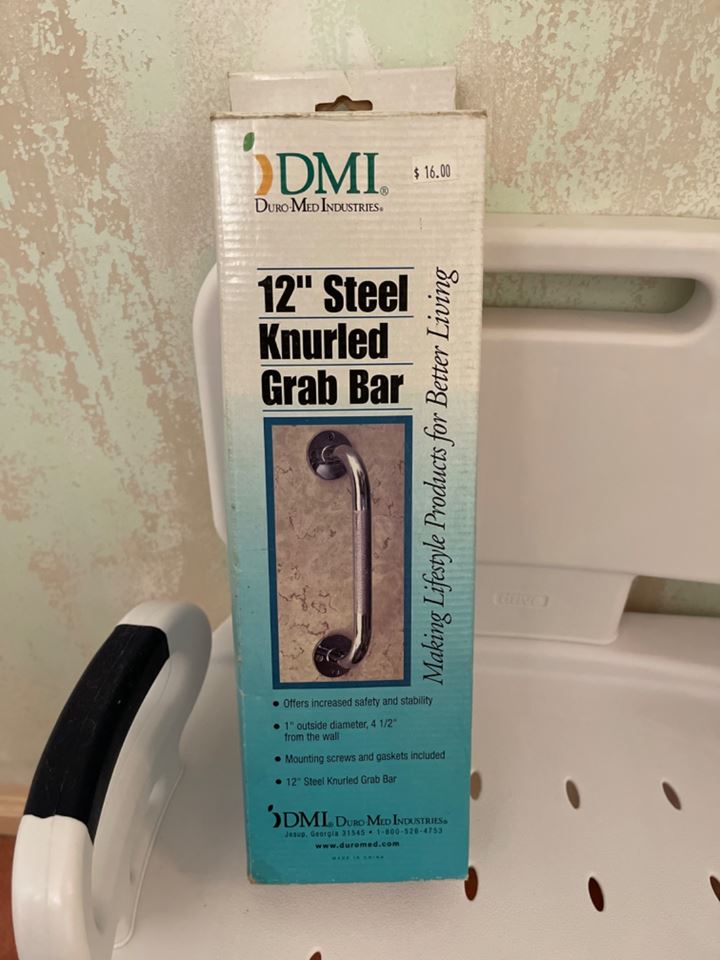 DMI®
DURO-MED INDUSTRIES®
$ 16.00
12" Steel
Knurled
Grab Bar
Making Lifestyle Products for Better Living
• Offers increased safety and stability
• 1" outside diameter, 4 1/2"
from the wall
• Mounting screws and gaskets included
• 12" Steel Knurled Grab Bar
DMI® DURO-MED INDUSTRIES®
Jesup, Georgia 31545 • 1-800-526-4753
www.duromed.com
MADE IN CHINA